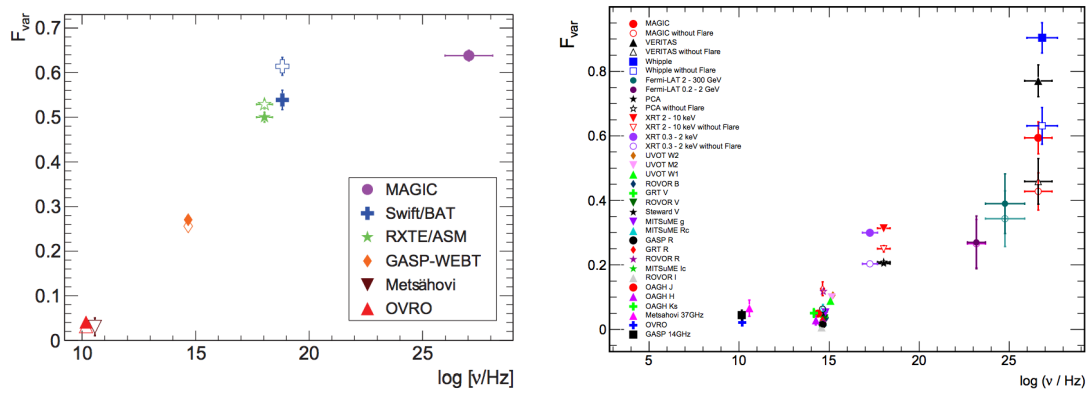 F_var
0.7
0.6
0.5
0.4
0.3
0.2
0.1
0
10
15
20
25
log [ν/Hz]
MAGIC
Swift/BAT
RXTE/ASM
GASP-WEBT
Metsähovi
OVRO
F_var
0.8
0.6
0.4
0.2
0
5
10
15
20
25
log (ν / Hz)
MAGIC
MAGIC without Flare
VERITAS
VERITAS without Flare
Whipple
Whipple without Flare
Fermi-LAT 2 - 300 GeV
Fermi-LAT 0.2 - 2 GeV
PCA
PCA without Flare
XRT 2 - 10 keV
XRT 2 - 10 keV without Flare
XRT 0.3 - 2 keV
XRT 0.3 - 2 keV without Flare
UVOT W2
UVOT M2
UVOT W1
ROVOR B
GRT V
ROVOR V
Steward V
MITSuME g
MITSuME Rc
GASP R
GRT R
ROVOR R
MITSuME Ic
ROVOR I
OAGH J
OAGH H
OAGH Ks
Metsahovi 37GHz
OVRO
GASP 14GHz